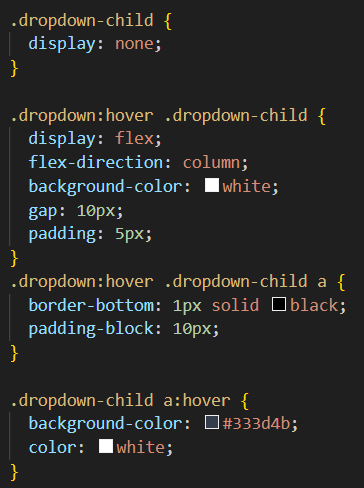 .dropdown-child {
display: none;
}
.dropdown:hover .dropdown-child {
display: flex;
flex-direction: column;
background-color: white;
gap: 10px;
padding: 5px;
}
.dropdown:hover .dropdown-child a {
border-bottom: 1px solid black;
padding-block: 10px;
}
.dropdown-child a:hover {
background-color: #333d4b;
color: white;
}